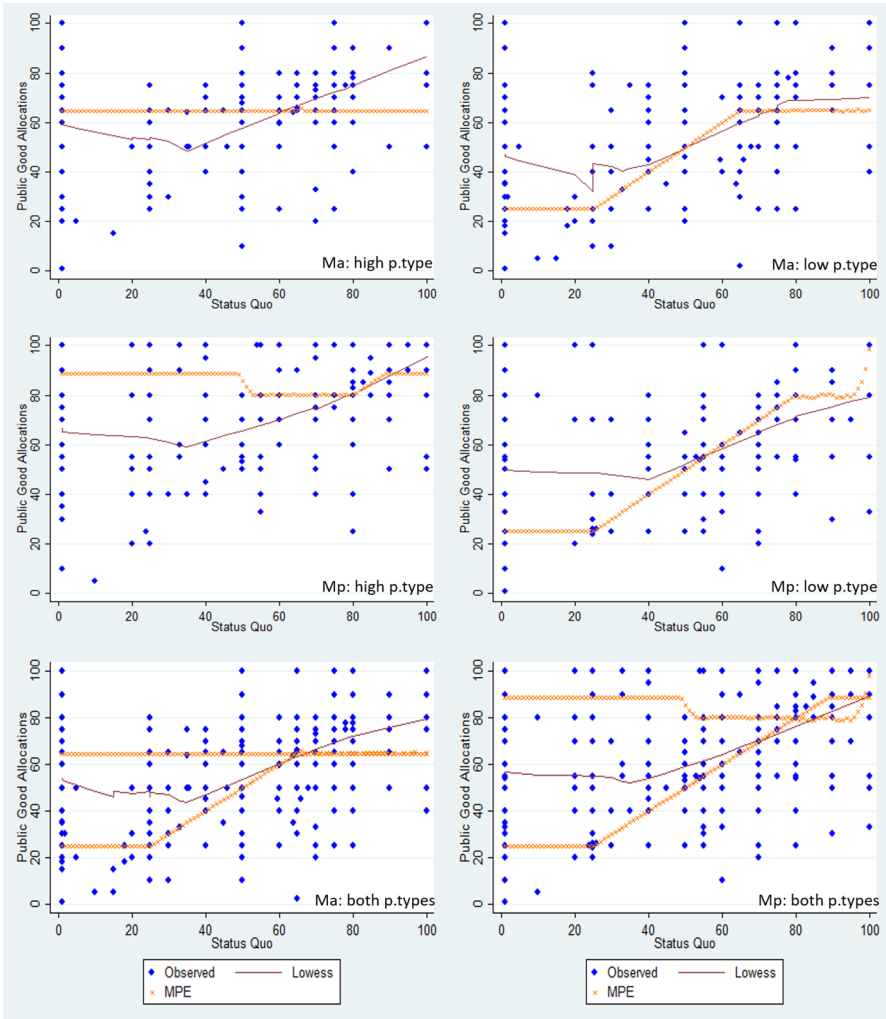 Public Good Allocations
100
80
60
40
20
0
Ma: high p.type
0 20 40 60 80 100
Status Quo
Public Good Allocations
100
80
60
40
20
0
Ma: low p.type
0 20 40 60 80 100
Status Quo
Public Good Allocations
100
80
60
40
20
0
Mp: high p.type
0 20 40 60 80 100
Status Quo
Public Good Allocations
100
80
60
40
20
0
Mp: low p.type
0 20 40 60 80 100
Status Quo
Public Good Allocations
100
80
60
40
20
0
Ma: both p.types
0 20 40 60 80 100
Status Quo
Public Good Allocations
100
80
60
40
20
0
Mp: both p.types
0 20 40 60 80 100
Status Quo
Observed Lowess
MPE
Observed Lowess
MPE